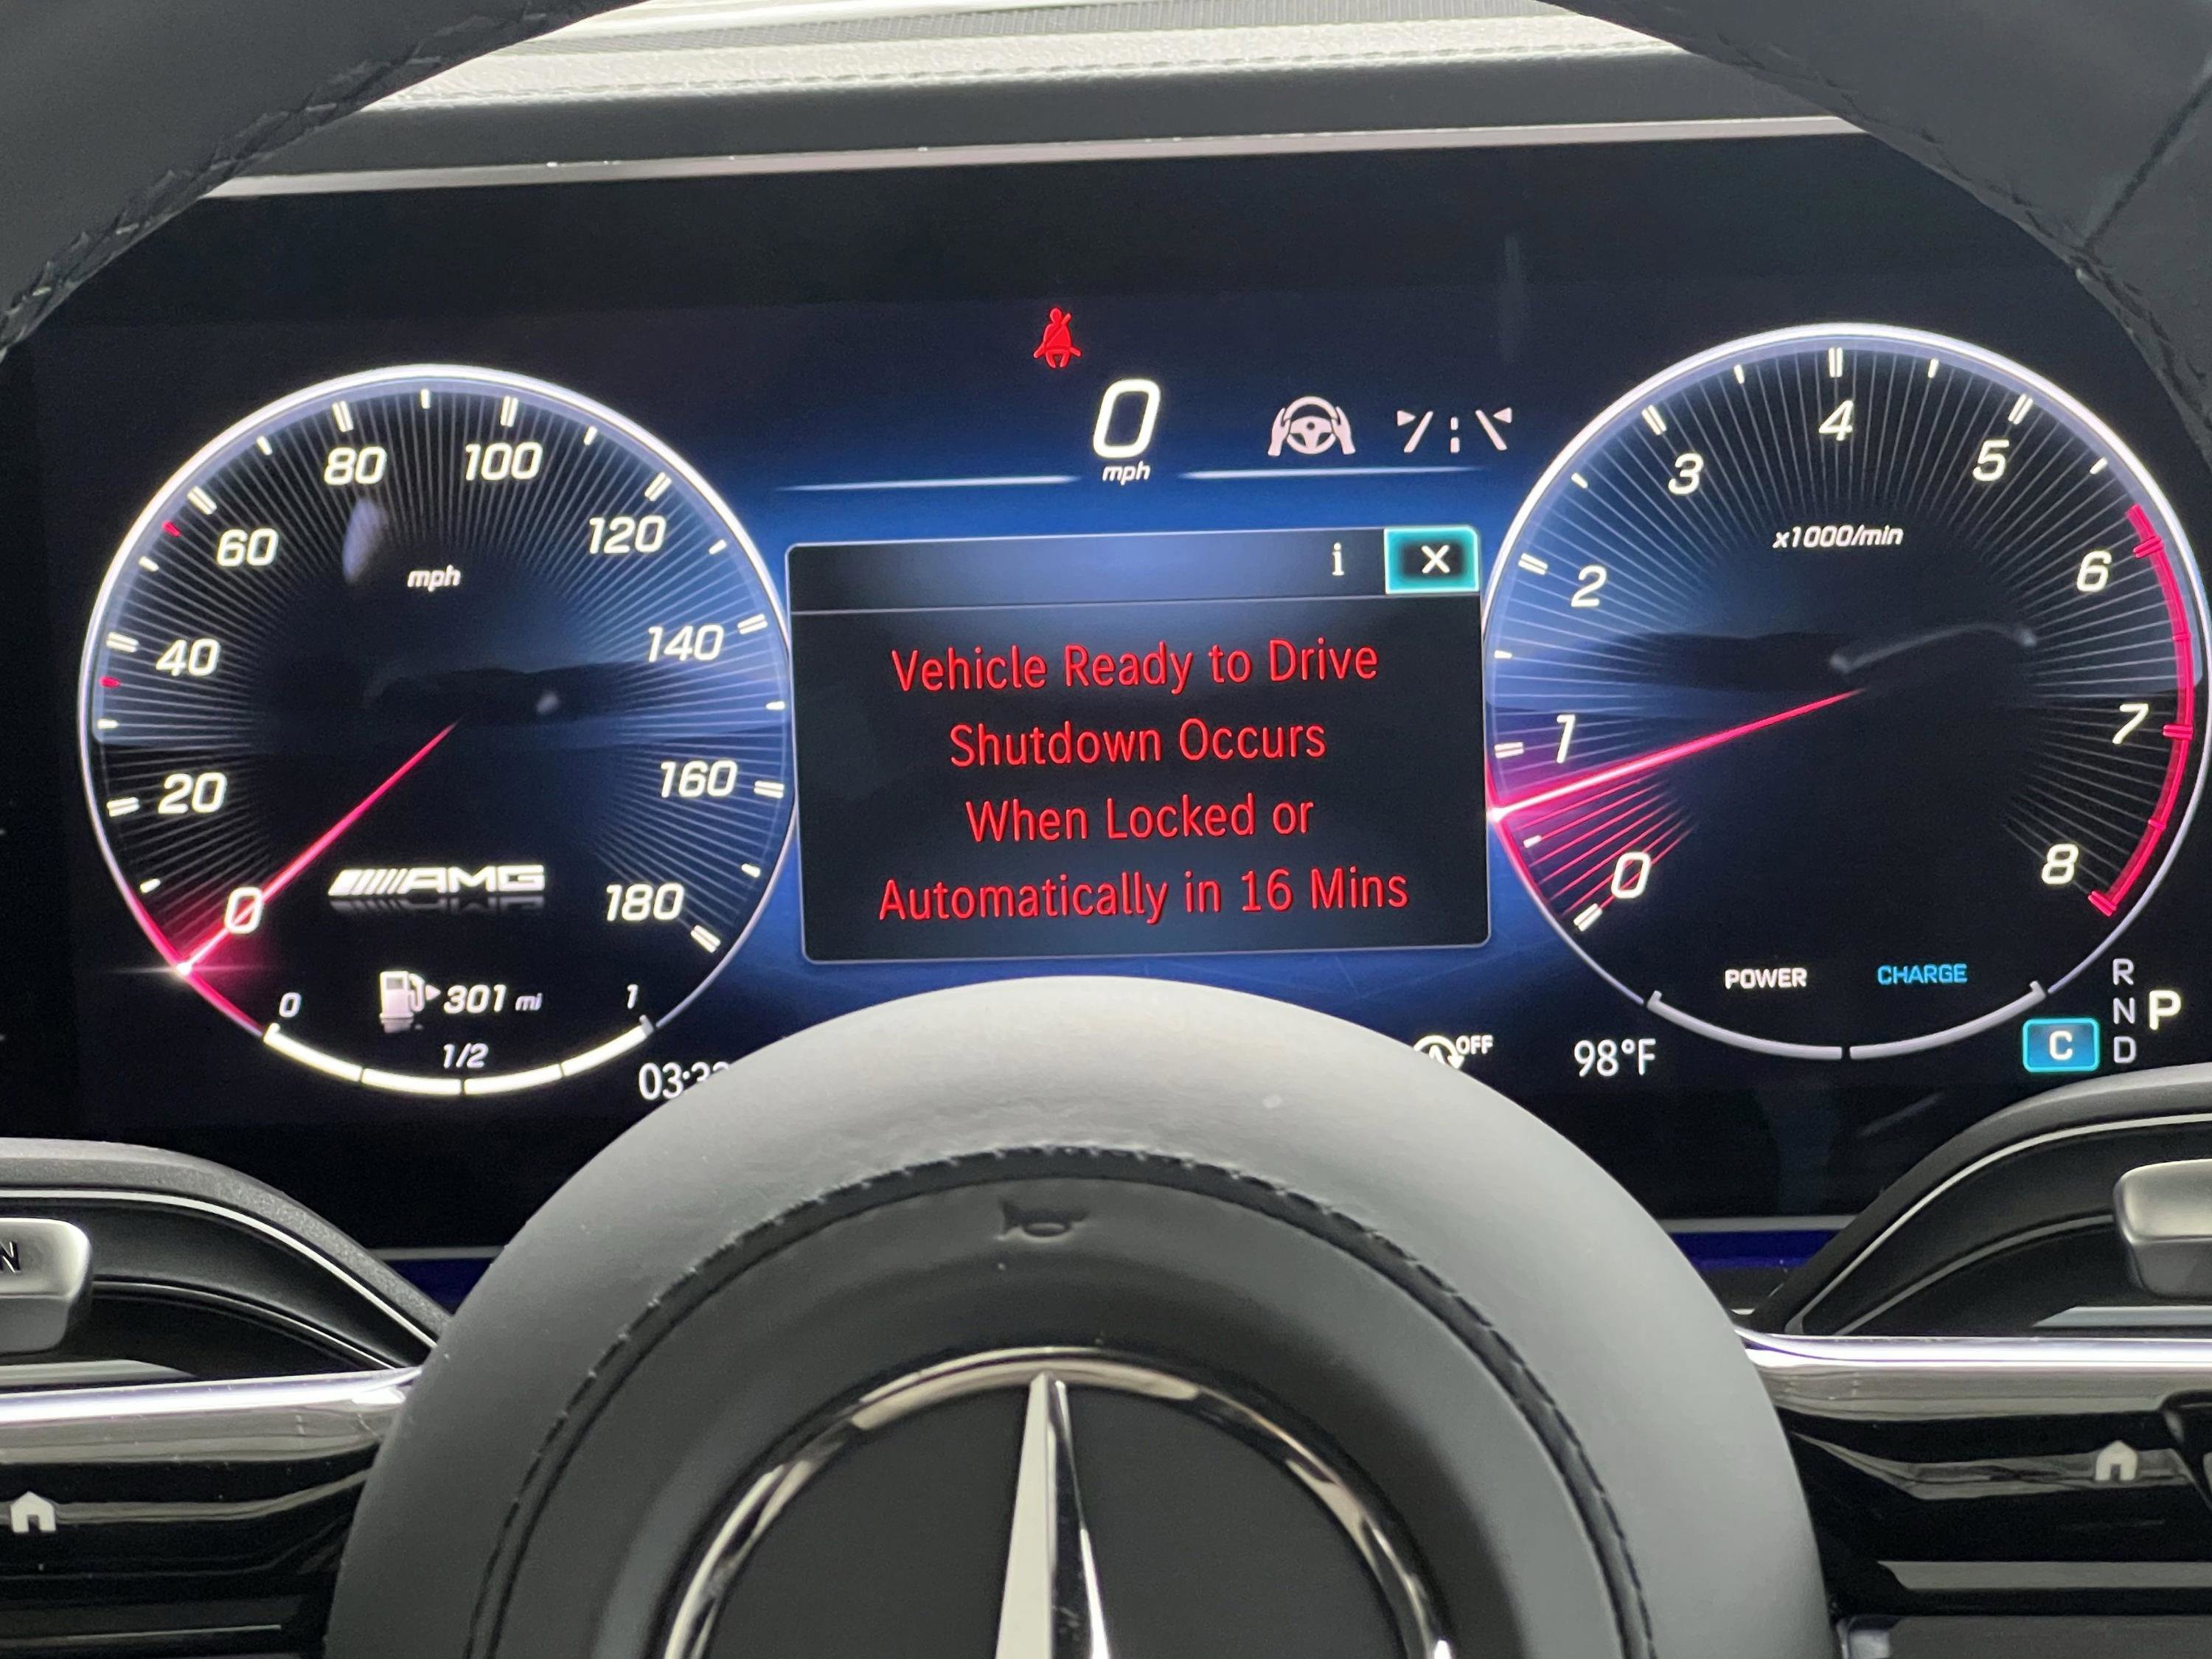 0
mph
80
100
60
120
mph
40
140
20
160
0
AMG
180
0
301 mi
1
1/2
i X
Vehicle Ready to Drive
Shutdown Occurs
When Locked or
Automatically in 16 Mins
4
3
5
x1000/min
2
6
1
7
0
8
POWER
CHARGE
OFF
98°F
R
N
D
P
C
N